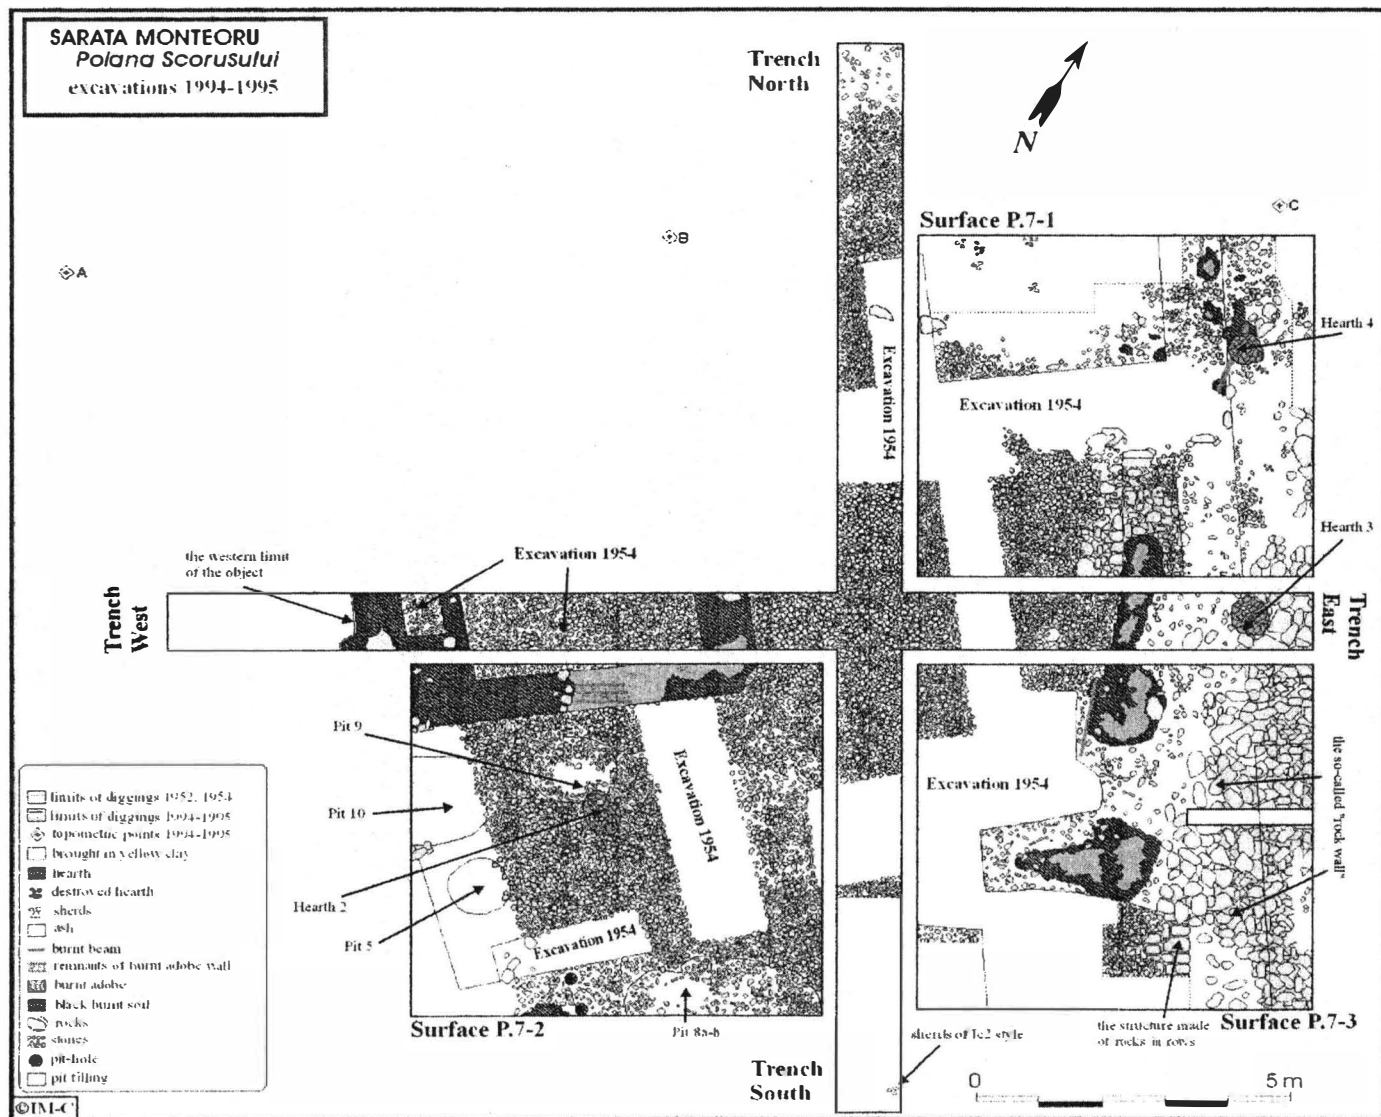 SARATA MONTEORU
Poiana Scorusului
excavations 1994-1995
Trench
North
N
A
B
C
Surface P.7-1
Hearth 4
Excavation 1954
Excavation 1954
Hearth 3
the western limit
of the object
Excavation 1954
Trench
West
Trench
East
Pit 9
Pit 10
Hearth 2
Pit 5
Excavation 1954
Excavation 1954
Surface P.7-2
Pit 8a-b
Excavation 1954
the so-called "rock wall"
Surface P.7-3
the structure made
of rocks in rows
sherds of Ic2 style
Trench
South
0 5 m
limits of diggings 1952, 1954
limits of diggings 1994-1995
topometric points 1994-1995
brought in yellow clay
hearth
destroyed hearth
sherds
ash
burnt beam
remnants of burnt adobe wall
burnt adobe
black burnt soil
rocks
stones
pit-hole
pit filling
©IM-C